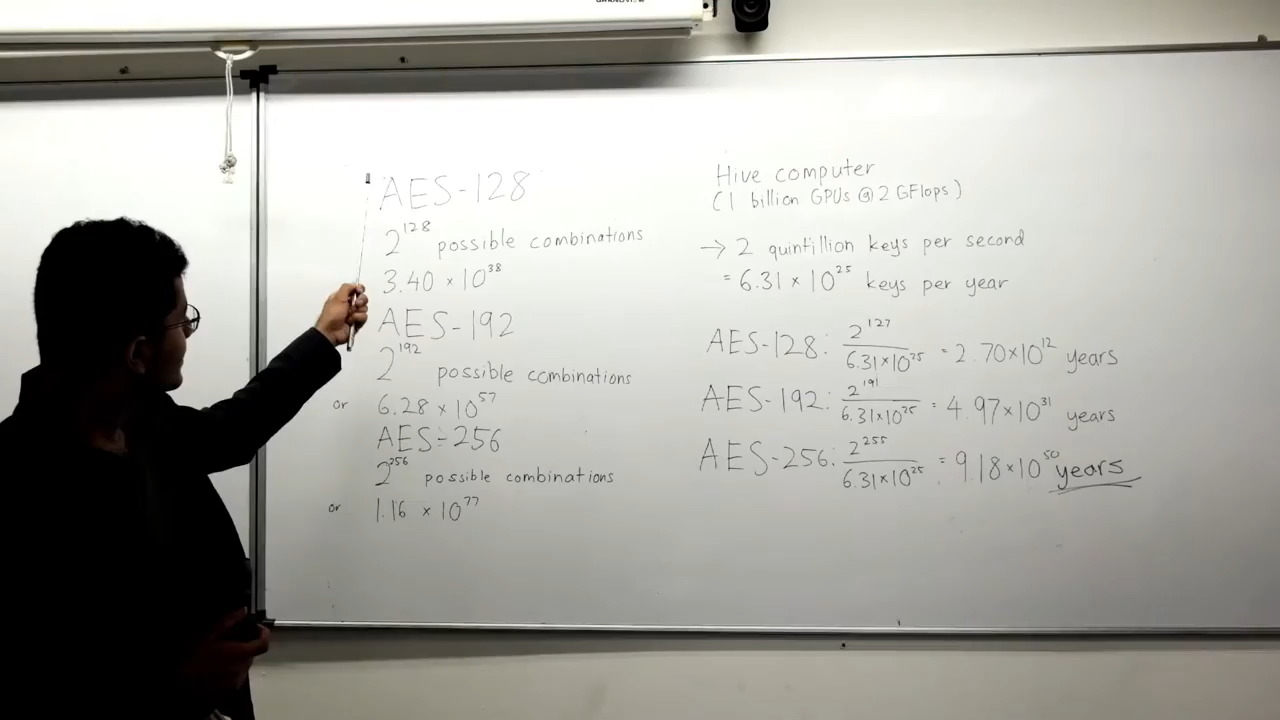 AES-128
2^128 possible combinations
3.40 × 10^38
AES-192
2^192 possible combinations
or 6.28 × 10^57
AES-256
2^256 possible combinations
or 1.16 × 10^77
Hive computer
(1 billion GPUs @ 2 GFlops)
→ 2 quintillion keys per second
= 6.31 × 10^25 keys per year
AES-128: 2^127 / 6.31×10^25 = 2.70×10^12 years
AES-192: 2^191 / 6.31×10^25 = 4.97×10^31 years
AES-256: 2^255 / 6.31×10^25 = 9.18×10^50 years